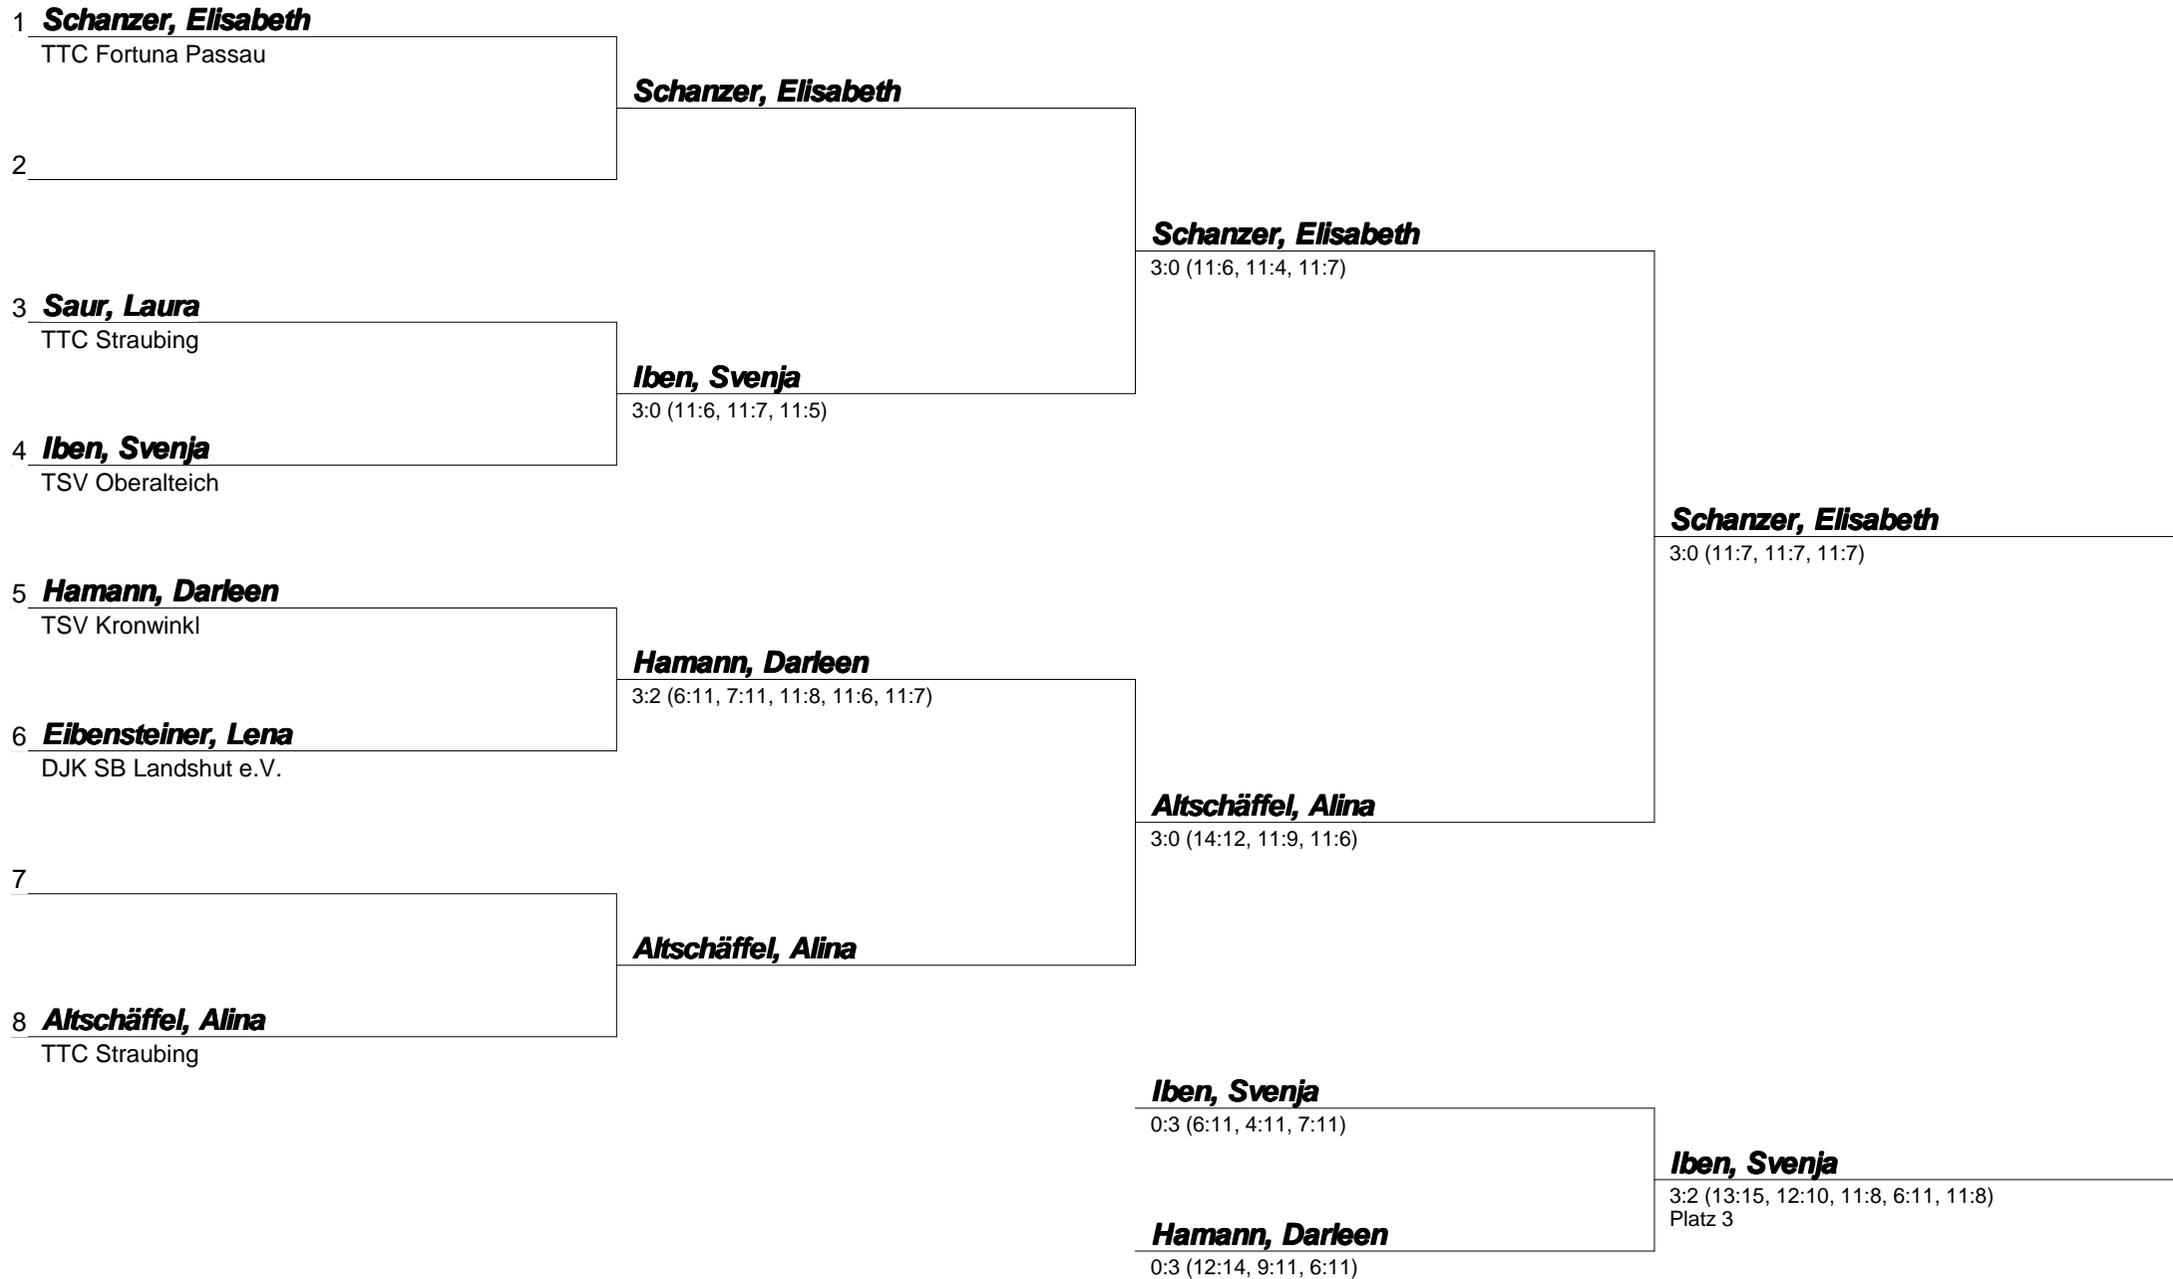 1 Schanzer, Elisabeth
TTC Fortuna Passau
Schanzer, Elisabeth
2
Schanzer, Elisabeth
3:0 (11:6, 11:4, 11:7)
3 Saur, Laura
TTC Straubing
Iben, Svenja
3:0 (11:6, 11:7, 11:5)
4 Iben, Svenja
TSV Oberalteich
Schanzer, Elisabeth
3:0 (11:7, 11:7, 11:7)
5 Hamann, Darleen
TSV Kronwinkl
Hamann, Darleen
3:2 (6:11, 7:11, 11:8, 11:6, 11:7)
6 Eibensteiner, Lena
DJK SB Landshut e.V.
Altschäffel, Alina
3:0 (14:12, 11:9, 11:6)
7
Altschäffel, Alina
8 Altschäffel, Alina
TTC Straubing
Iben, Svenja
0:3 (6:11, 4:11, 7:11)
Iben, Svenja
3:2 (13:15, 12:10, 11:8, 6:11, 11:8)
Platz 3
Hamann, Darleen
0:3 (12:14, 9:11, 6:11)